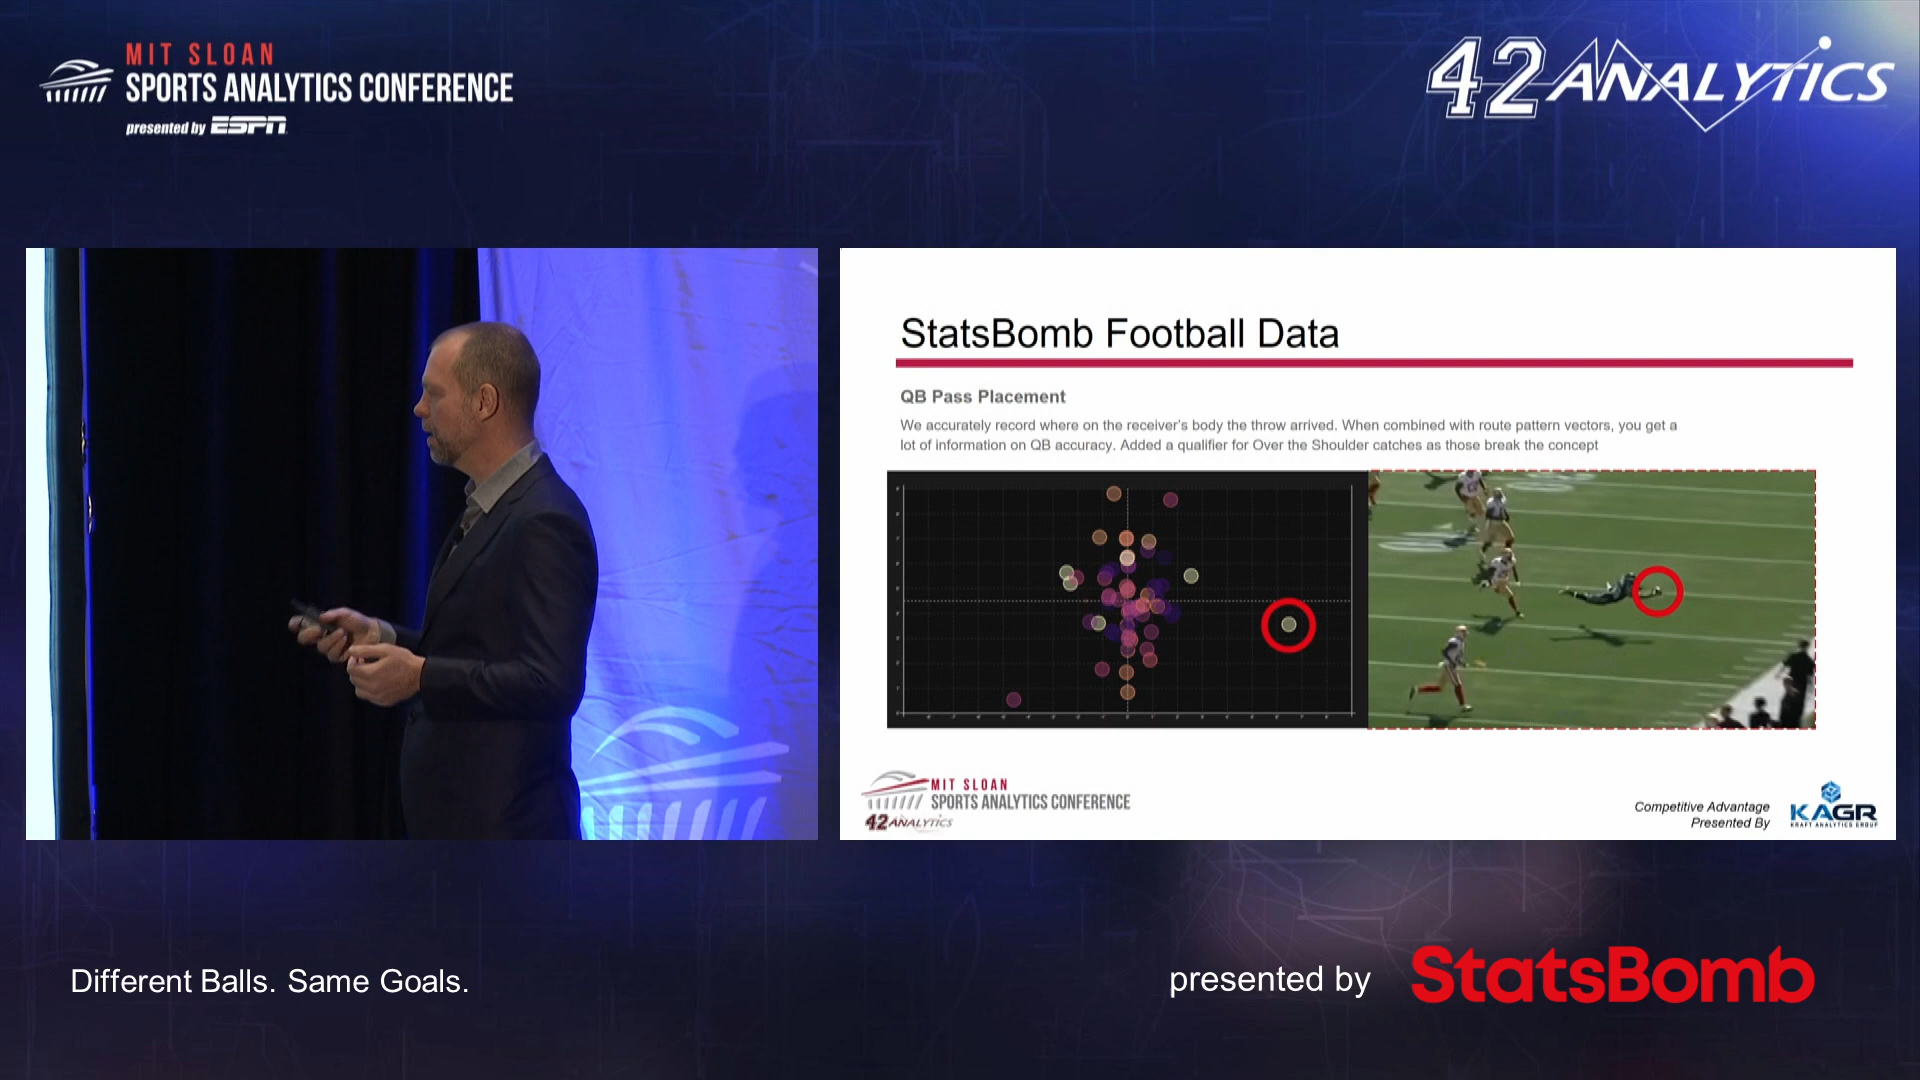 MIT SLOAN
SPORTS ANALYTICS CONFERENCE
presented by ESPN
42 ANALYTICS
StatsBomb Football Data
QB Pass Placement
We accurately record where on the receiver's body the throw arrived. When combined with route pattern vectors, you get a
lot of information on QB accuracy. Added a qualifier for Over the Shoulder catches as those break the concept
MIT SLOAN
SPORTS ANALYTICS CONFERENCE
42 ANALYTICS
Competitive Advantage
Presented By
KAGR
KRAFT ANALYTICS GROUP
Different Balls. Same Goals.
presented by StatsBomb